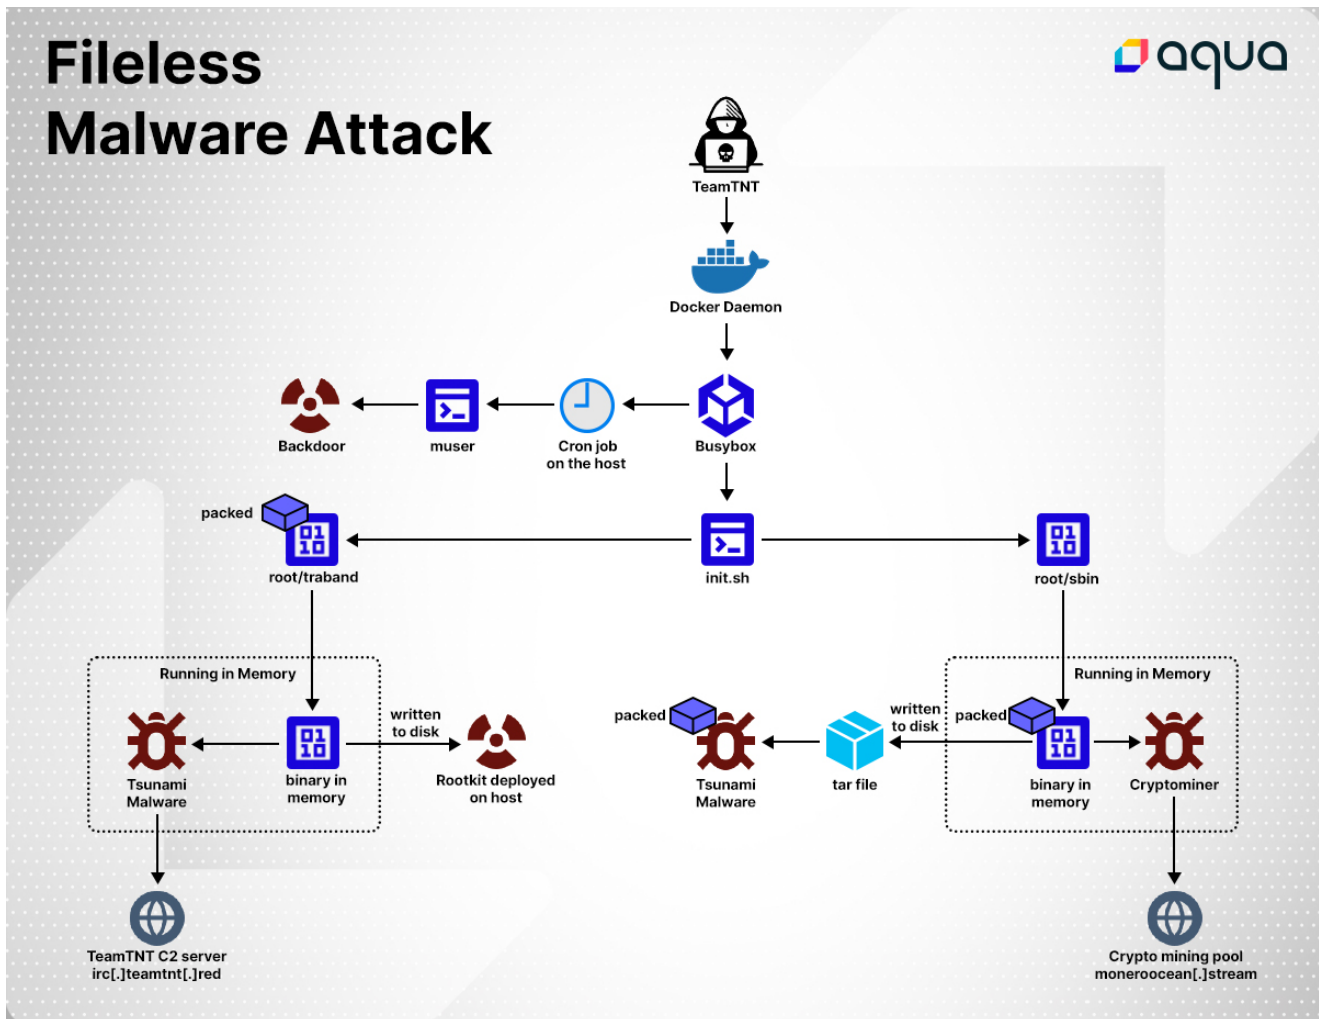 Fileless
Malware Attack
aqua
TeamTNT
Docker Daemon
Backdoor
muser
Cron job
on the host
Busybox
packed
root/traband
init.sh
root/sbin
Running in Memory
Tsunami
Malware
binary in
memory
written
to disk
Rootkit deployed
on host
packed
Tsunami
Malware
tar file
written
to disk
Running in Memory
packed
binary in
memory
Cryptominer
TeamTNT C2 server
irc[.]teamtnt[.]red
Crypto mining pool
moneroocean[.]stream